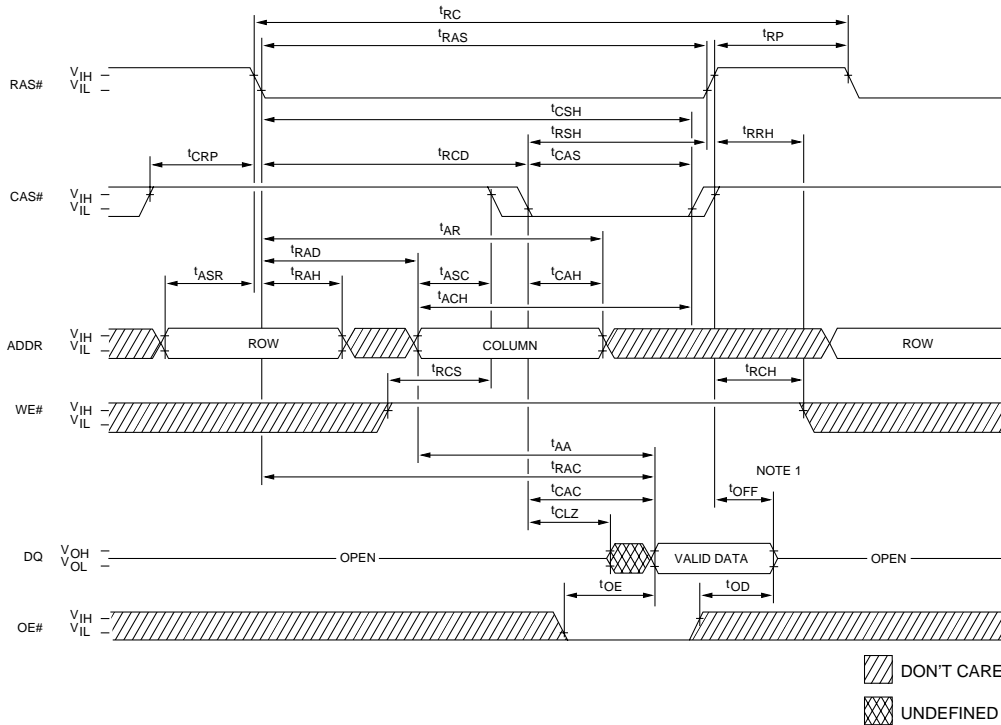 tRC
tRAS tRP
RAS# VIH
VIL
tCSH
tRSH tRRH
tCRP tRCD tCAS
CAS# VIH
VIL
tAR
tRAD
tASR tRAH tASC tCAH
tACH
ADDR VIH
VIL ROW COLUMN ROW
tRCS tRCH
WE# VIH
VIL
tAA
tRAC NOTE 1
tCAC tOFF
tCLZ
DQ VOH
VOL OPEN VALID DATA OPEN
tOE tOD
OE# VIH
VIL
DON'T CARE
UNDEFINED